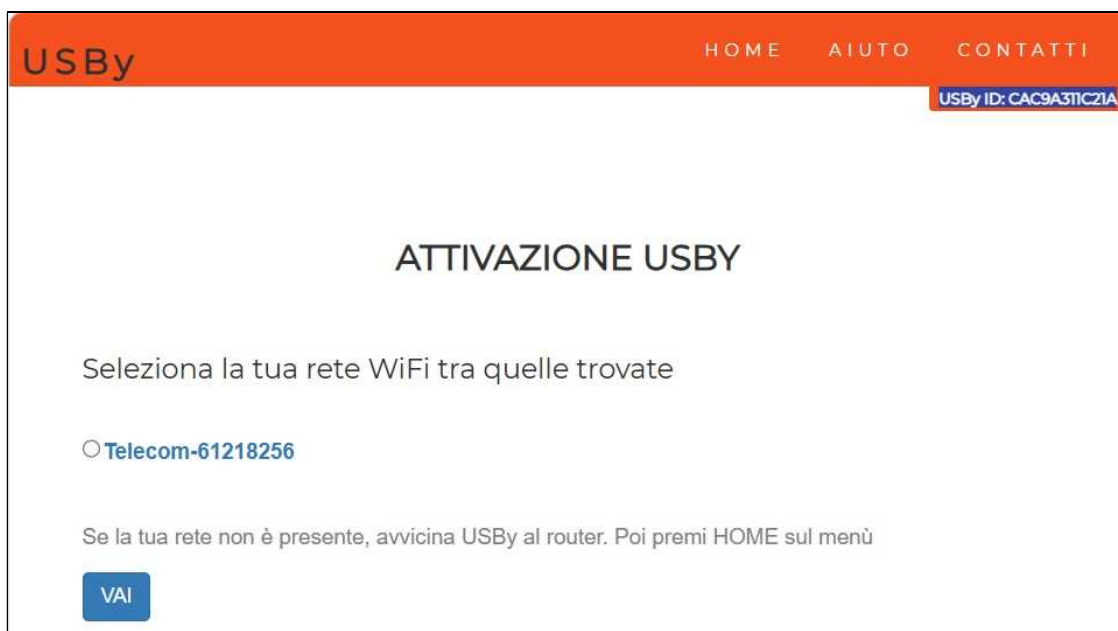 USBy
HOME AIUTO CONTATTI
USBy ID: CAC9A311C21A
ATTIVAZIONE USBY
Seleziona la tua rete WiFi tra quelle trovate
Telecom-61218256
Se la tua rete non è presente, avvicina USBy al router. Poi premi HOME sul menù
VAI